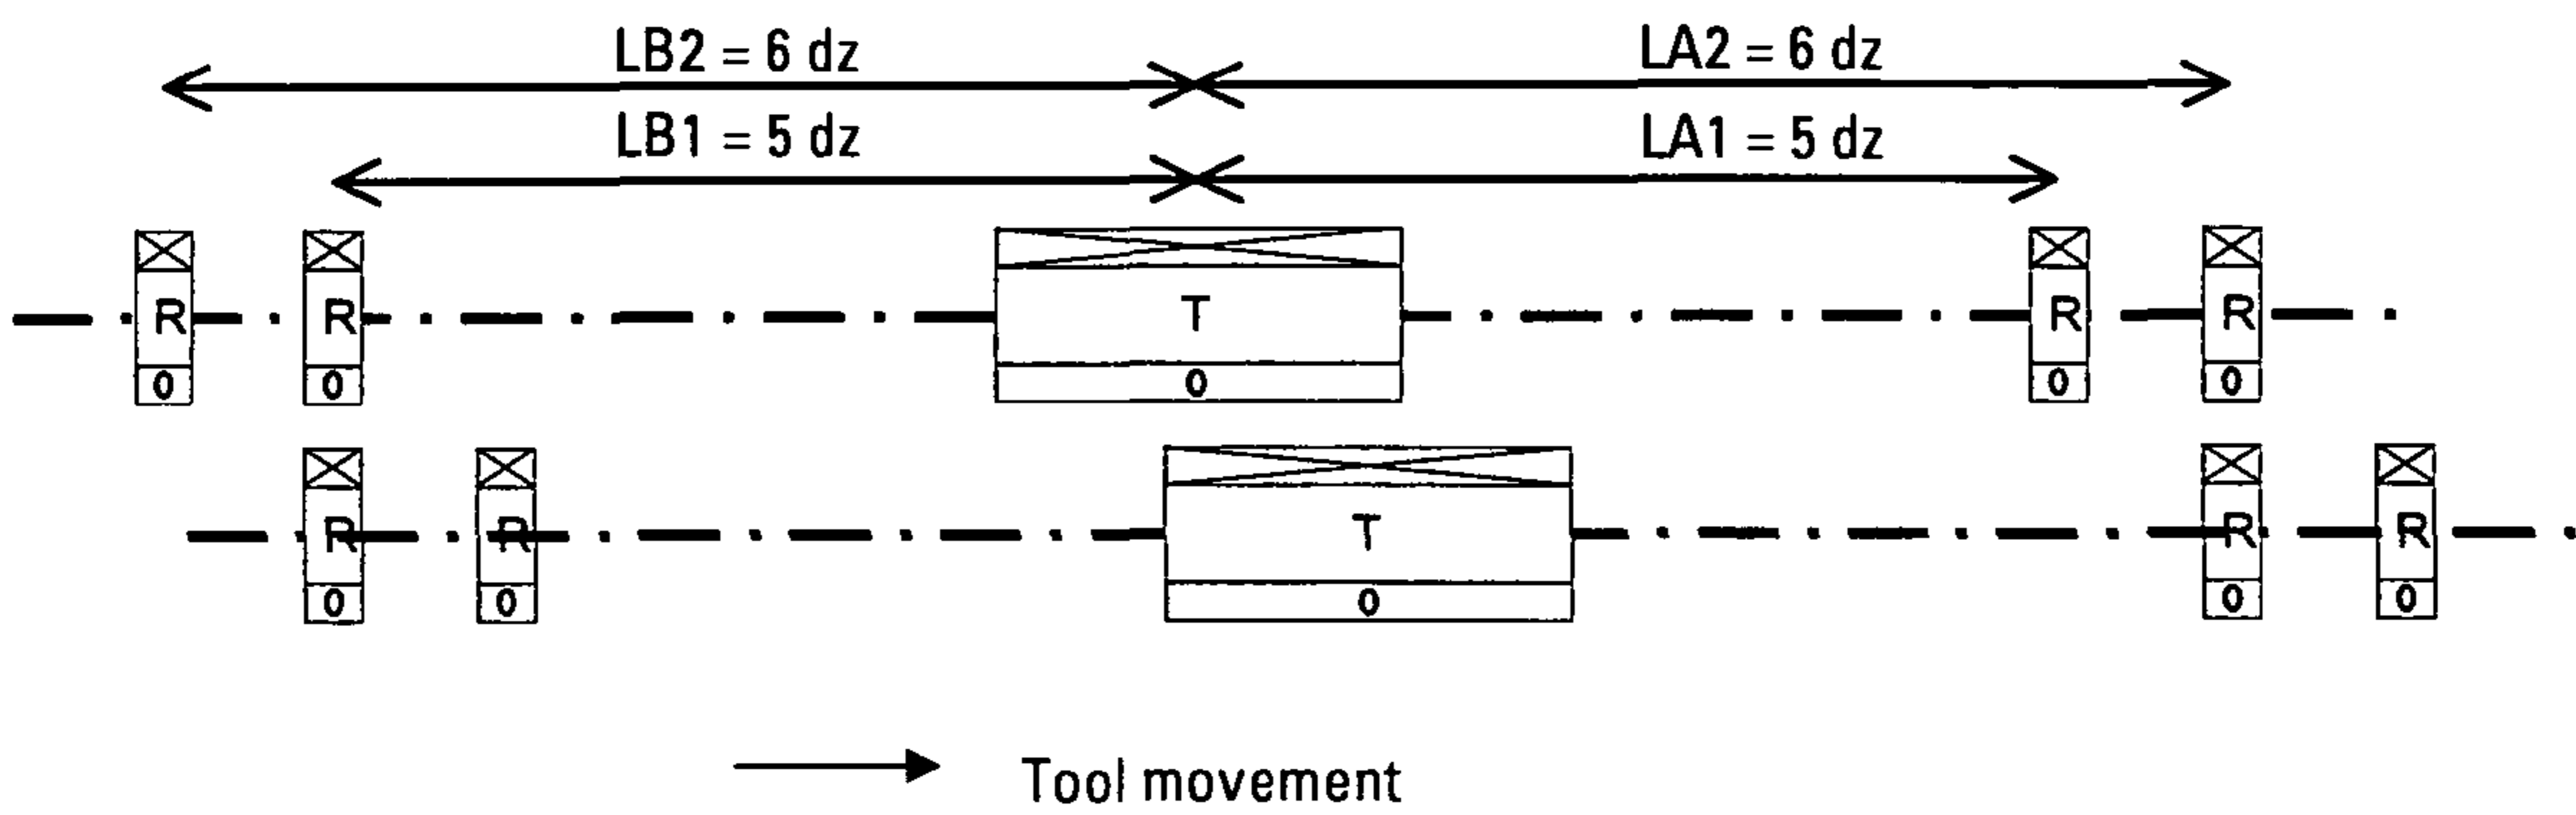 LB2 = 6 dz LA2 = 6 dz
LB1 = 5 dz LA1 = 5 dz
R R T R R
0 0 0 0 0
R R T R R
0 0 0 0 0
Tool movement